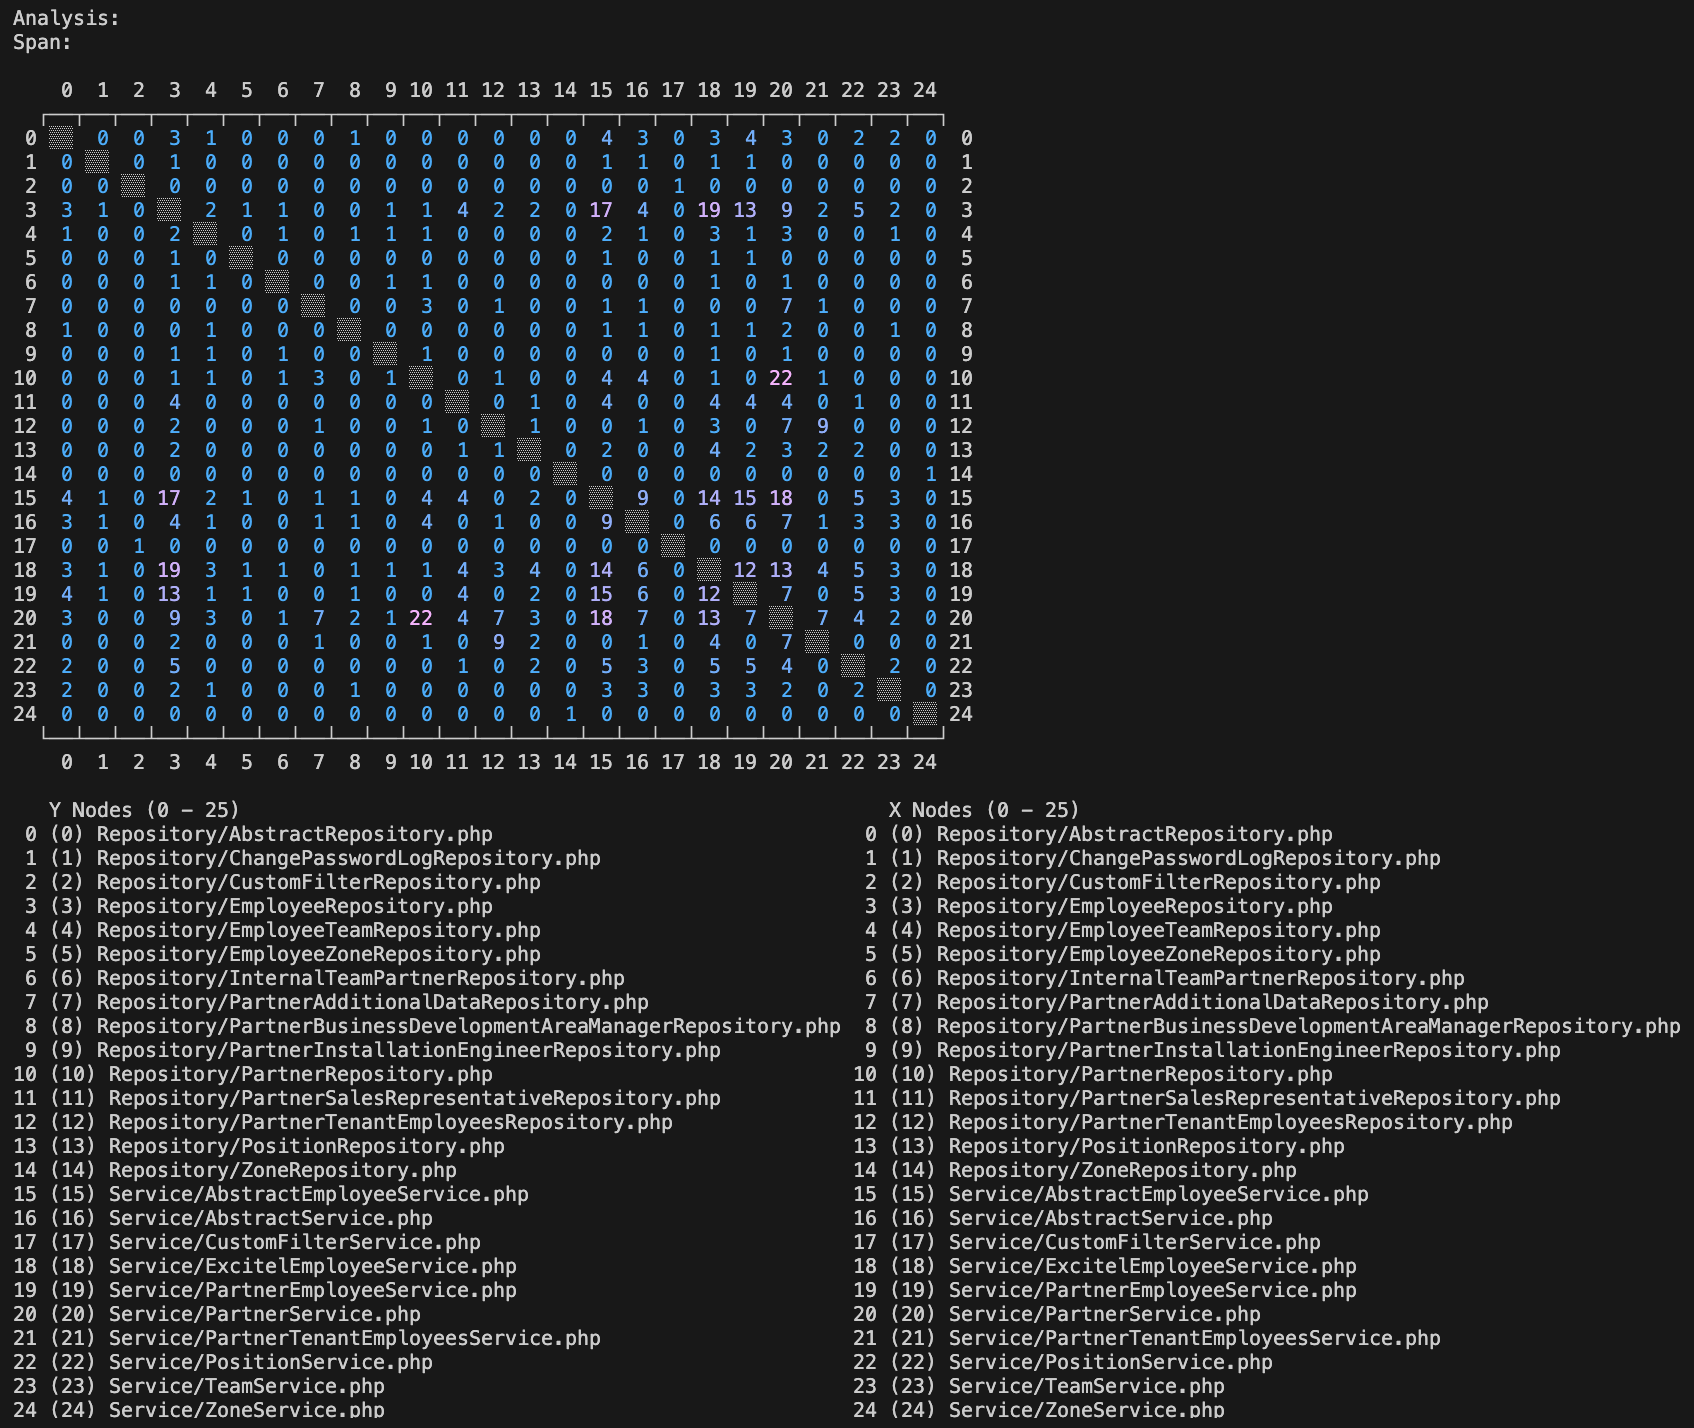 Analysis:
Span:
0 1 2 3 4 5 6 7 8 9 10 11 12 13 14 15 16 17 18 19 20 21 22 23 24
0 ▒▒ 0 0 3 1 0 0 0 1 0 0 0 0 0 0 4 3 0 3 4 3 0 2 2 0 0
1 0 ▒▒ 0 1 0 0 0 0 0 0 0 0 0 0 0 1 1 0 1 1 0 0 0 0 0 1
2 0 0 ▒▒ 0 0 0 0 0 0 0 0 0 0 0 0 0 0 1 0 0 0 0 0 0 0 2
3 3 1 0 ▒▒ 2 1 1 0 0 1 1 4 2 2 0 17 4 0 19 13 9 2 5 2 0 3
4 1 0 0 2 ▒▒ 0 1 0 1 1 1 0 0 0 0 2 1 0 3 1 3 0 0 1 0 4
5 0 0 0 1 0 ▒▒ 0 0 0 0 0 0 0 0 0 1 0 0 1 1 0 0 0 0 0 5
6 0 0 0 1 1 0 ▒▒ 0 0 1 1 0 0 0 0 0 0 0 1 0 1 0 0 0 0 6
7 0 0 0 0 0 0 0 ▒▒ 0 0 3 0 1 0 0 1 1 0 0 0 7 1 0 0 0 7
8 1 0 0 0 1 0 0 0 ▒▒ 0 0 0 0 0 0 1 1 0 1 1 2 0 0 1 0 8
9 0 0 0 1 1 0 1 0 0 ▒▒ 1 0 0 0 0 0 0 0 1 0 1 0 0 0 0 9
10 0 0 0 1 1 0 1 3 0 1 ▒▒ 0 1 0 0 4 4 0 1 0 22 1 0 0 0 10
11 0 0 0 4 0 0 0 0 0 0 0 ▒▒ 0 1 0 4 0 0 4 4 4 0 1 0 0 11
12 0 0 0 2 0 0 0 1 0 0 1 0 ▒▒ 1 0 0 1 0 3 0 7 9 0 0 0 12
13 0 0 0 2 0 0 0 0 0 0 0 1 1 ▒▒ 0 2 0 0 4 2 3 2 2 0 0 13
14 0 0 0 0 0 0 0 0 0 0 0 0 0 0 ▒▒ 0 0 0 0 0 0 0 0 0 1 14
15 4 1 0 17 2 1 0 1 1 0 4 4 0 2 0 ▒▒ 9 0 14 15 18 0 5 3 0 15
16 3 1 0 4 1 0 0 1 1 0 4 0 1 0 0 9 ▒▒ 0 6 6 7 1 3 3 0 16
17 0 0 1 0 0 0 0 0 0 0 0 0 0 0 0 0 0 ▒▒ 0 0 0 0 0 0 0 17
18 3 1 0 19 3 1 1 0 1 1 1 4 3 4 0 14 6 0 ▒▒ 12 13 4 5 3 0 18
19 4 1 0 13 1 1 0 0 1 0 0 4 0 2 0 15 6 0 12 ▒▒ 7 0 5 3 0 19
20 3 0 0 9 3 0 1 7 2 1 22 4 7 3 0 18 7 0 13 7 ▒▒ 7 4 2 0 20
21 0 0 0 2 0 0 0 1 0 0 1 0 9 2 0 0 1 0 4 0 7 ▒▒ 0 0 0 21
22 2 0 0 5 0 0 0 0 0 0 0 1 0 2 0 5 3 0 5 5 4 0 ▒▒ 2 0 22
23 2 0 0 2 1 0 0 0 1 0 0 0 0 0 0 3 3 0 3 3 2 0 2 ▒▒ 0 23
24 0 0 0 0 0 0 0 0 0 0 0 0 0 0 1 0 0 0 0 0 0 0 0 0 ▒▒ 24
0 1 2 3 4 5 6 7 8 9 10 11 12 13 14 15 16 17 18 19 20 21 22 23 24
Y Nodes (0 - 25) X Nodes (0 - 25)
0 (0) Repository/AbstractRepository.php 0 (0) Repository/AbstractRepository.php
1 (1) Repository/ChangePasswordLogRepository.php 1 (1) Repository/ChangePasswordLogRepository.php
2 (2) Repository/CustomFilterRepository.php 2 (2) Repository/CustomFilterRepository.php
3 (3) Repository/EmployeeRepository.php 3 (3) Repository/EmployeeRepository.php
4 (4) Repository/EmployeeTeamRepository.php 4 (4) Repository/EmployeeTeamRepository.php
5 (5) Repository/EmployeeZoneRepository.php 5 (5) Repository/EmployeeZoneRepository.php
6 (6) Repository/InternalTeamPartnerRepository.php 6 (6) Repository/InternalTeamPartnerRepository.php
7 (7) Repository/PartnerAdditionalDataRepository.php 7 (7) Repository/PartnerAdditionalDataRepository.php
8 (8) Repository/PartnerBusinessDevelopmentAreaManagerRepository.php 8 (8) Repository/PartnerBusinessDevelopmentAreaManagerRepository.php
9 (9) Repository/PartnerInstallationEngineerRepository.php 9 (9) Repository/PartnerInstallationEngineerRepository.php
10 (10) Repository/PartnerRepository.php 10 (10) Repository/PartnerRepository.php
11 (11) Repository/PartnerSalesRepresentativeRepository.php 11 (11) Repository/PartnerSalesRepresentativeRepository.php
12 (12) Repository/PartnerTenantEmployeesRepository.php 12 (12) Repository/PartnerTenantEmployeesRepository.php
13 (13) Repository/PositionRepository.php 13 (13) Repository/PositionRepository.php
14 (14) Repository/ZoneRepository.php 14 (14) Repository/ZoneRepository.php
15 (15) Service/AbstractEmployeeService.php 15 (15) Service/AbstractEmployeeService.php
16 (16) Service/AbstractService.php 16 (16) Service/AbstractService.php
17 (17) Service/CustomFilterService.php 17 (17) Service/CustomFilterService.php
18 (18) Service/ExcitelEmployeeService.php 18 (18) Service/ExcitelEmployeeService.php
19 (19) Service/PartnerEmployeeService.php 19 (19) Service/PartnerEmployeeService.php
20 (20) Service/PartnerService.php 20 (20) Service/PartnerService.php
21 (21) Service/PartnerTenantEmployeesService.php 21 (21) Service/PartnerTenantEmployeesService.php
22 (22) Service/PositionService.php 22 (22) Service/PositionService.php
23 (23) Service/TeamService.php 23 (23) Service/TeamService.php
24 (24) Service/ZoneService.php 24 (24) Service/ZoneService.php